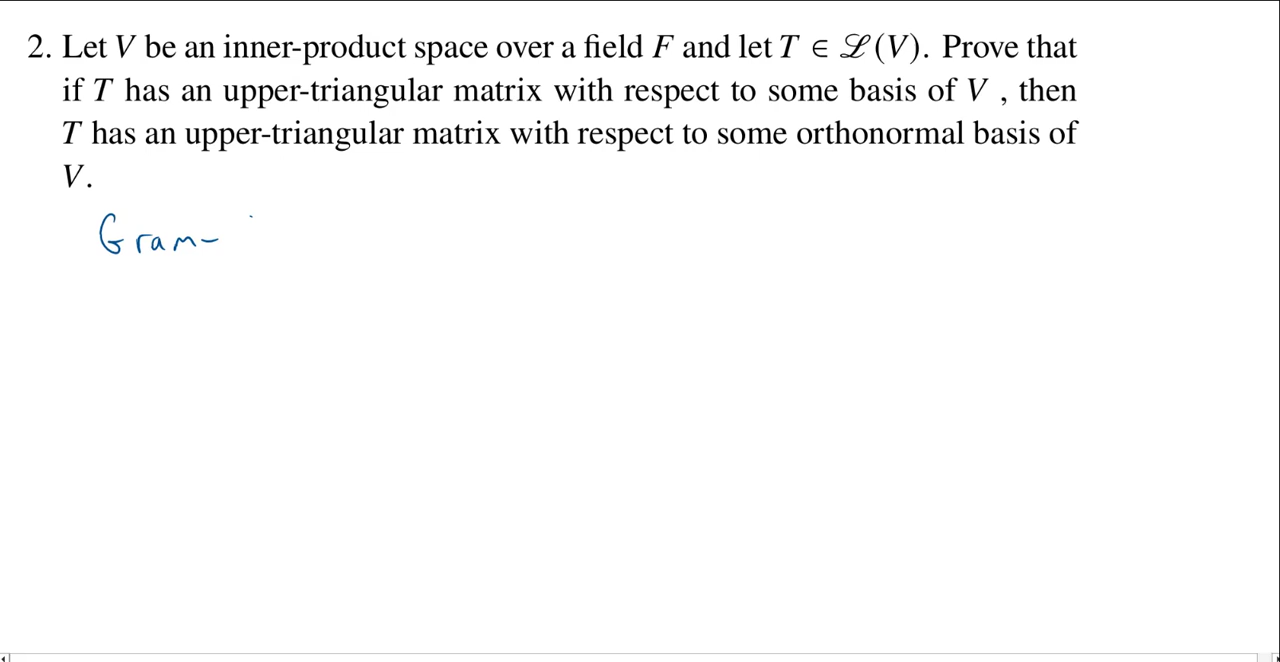 2. Let V be an inner-product space over a field F and let T ∈ ℒ(V). Prove that
if T has an upper-triangular matrix with respect to some basis of V , then
T has an upper-triangular matrix with respect to some orthonormal basis of
V.
Gram-